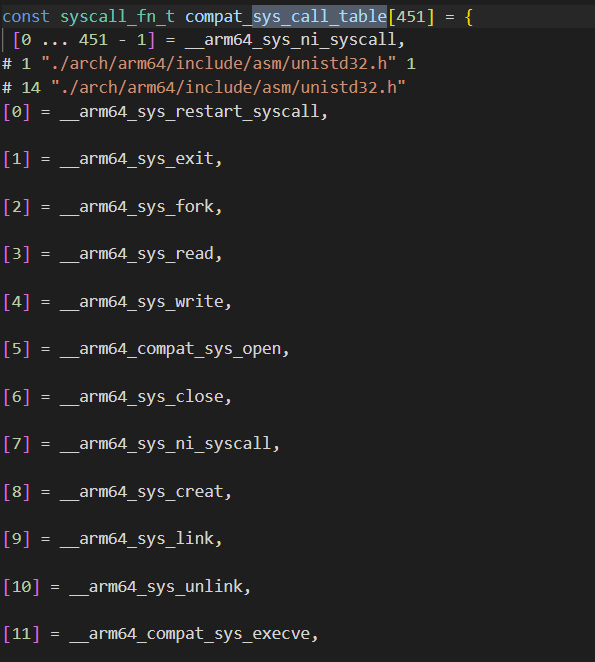 const syscall_fn_t compat_sys_call_table[451] = {
[0 ... 451 - 1] = __arm64_sys_ni_syscall,
# 1 "./arch/arm64/include/asm/unistd32.h" 1
# 14 "./arch/arm64/include/asm/unistd32.h"
[0] = __arm64_sys_restart_syscall,
[1] = __arm64_sys_exit,
[2] = __arm64_sys_fork,
[3] = __arm64_sys_read,
[4] = __arm64_sys_write,
[5] = __arm64_compat_sys_open,
[6] = __arm64_sys_close,
[7] = __arm64_sys_ni_syscall,
[8] = __arm64_sys_creat,
[9] = __arm64_sys_link,
[10] = __arm64_sys_unlink,
[11] = __arm64_compat_sys_execve,